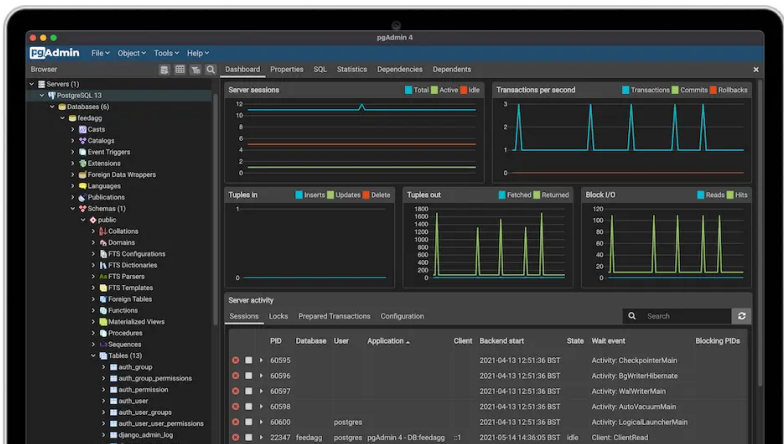 pgAdmin 4
pgAdmin File Object Tools Help
Browser
Dashboard Properties SQL Statistics Dependencies Dependents
Servers (1)
PostgreSQL 13
Databases (6)
feedagg
Casts
Catalogs
Event Triggers
Extensions
Foreign Data Wrappers
Languages
Publications
Schemas (1)
public
Collations
Domains
FTS Configurations
FTS Dictionaries
FTS Parsers
FTS Templates
Foreign Tables
Functions
Materialized Views
Procedures
Sequences
Tables (13)
auth_group
auth_group_permissions
auth_permission
auth_user
auth_user_groups
auth_user_user_permissions
django_admin_log
Server sessions Total Active Idle
12
10
8
6
4
2
0
Transactions per second Transactions Commits Rollbacks
3
2
1
0
Tuples in Inserts Updates Delete
1
0
Tuples out Fetched Returned
1800
1600
1400
1200
1000
800
600
400
200
0
Block I/O Reads Hits
120
100
80
60
40
20
0
Server activity
Sessions Locks Prepared Transactions Configuration
Search
PID Database User Application Client Backend start State Wait event Blocking PIDs
60595 2021-04-13 12:51:36 BST Activity: CheckpointerMain
60596 2021-04-13 12:51:36 BST Activity: BgWriterHibernate
60597 2021-04-13 12:51:36 BST Activity: WalWriterMain
60598 2021-04-13 12:51:36 BST Activity: AutoVacuumMain
60600 postgres 2021-04-13 12:51:36 BST Activity: LogicalLauncherMain
22347 feedagg postgres pgAdmin 4 - DB:feedagg ::1 2021-05-14 14:36:05 BST idle Client: ClientRead